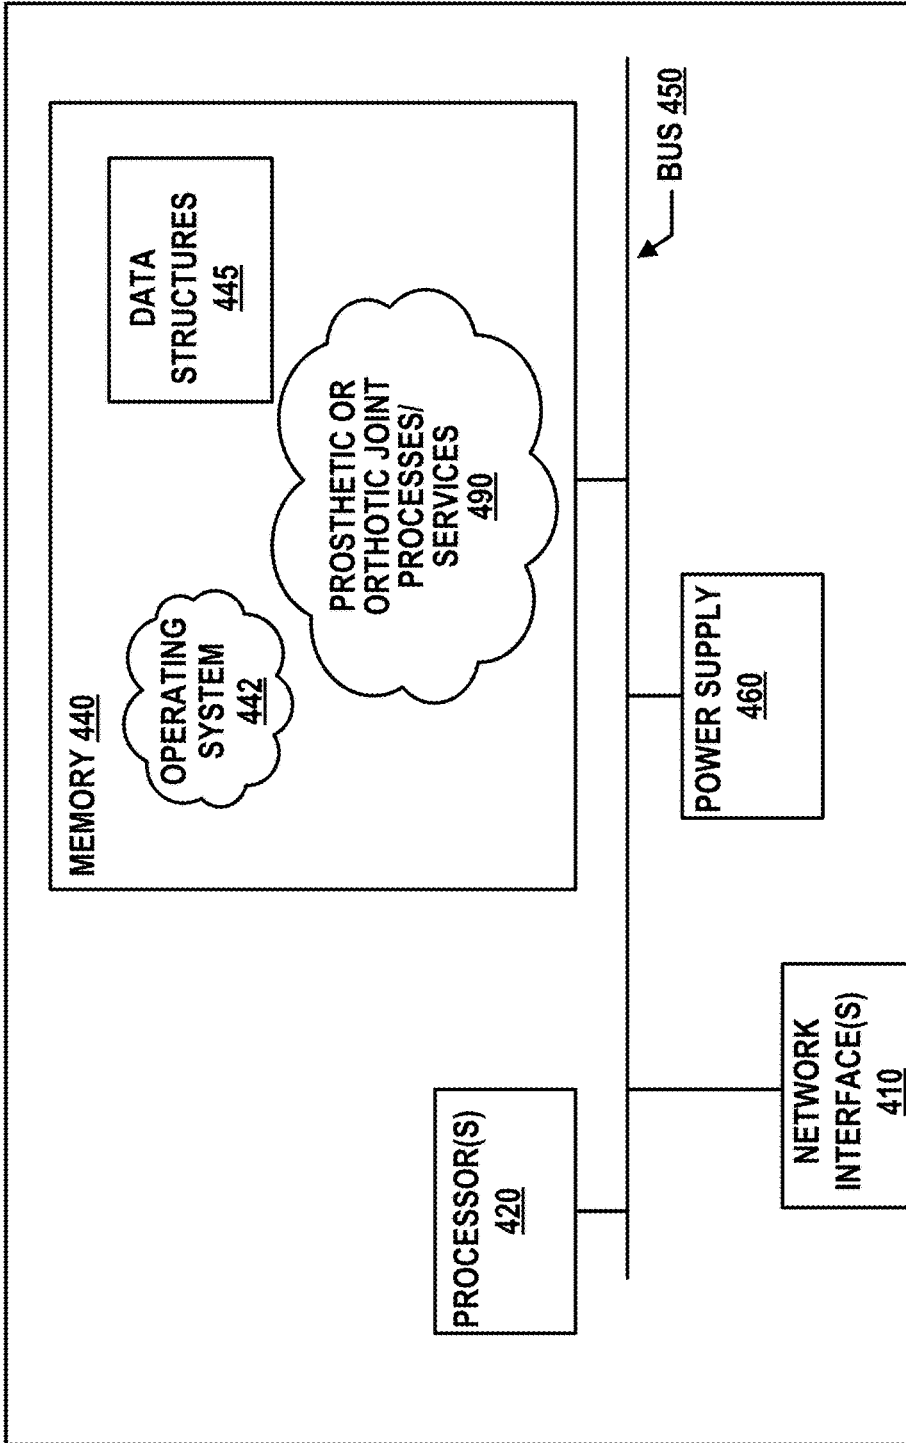 MEMORY 440
OPERATING
SYSTEM
442
DATA
STRUCTURES
445
PROSTHETIC OR
ORTHOTIC JOINT
PROCESSES/
SERVICES
490
BUS 450
PROCESSOR(S)
420
POWER SUPPLY
460
NETWORK
INTERFACE(S)
410